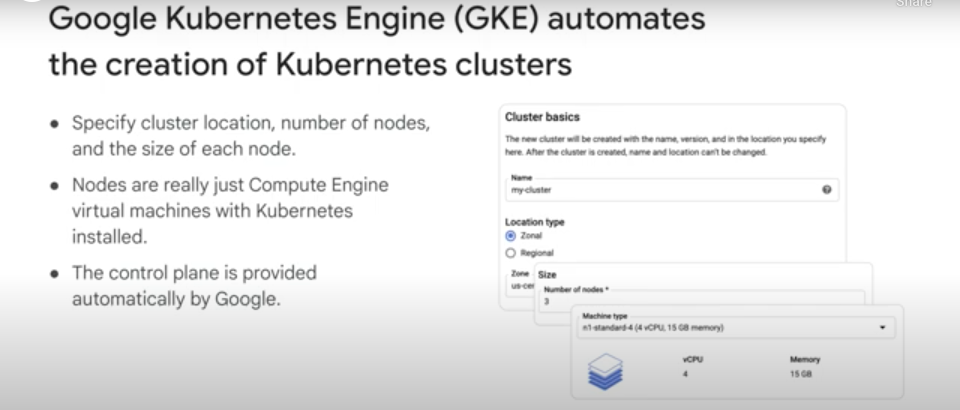 Share
Google Kubernetes Engine (GKE) automates
the creation of Kubernetes clusters
● Specify cluster location, number of nodes,
and the size of each node.
● Nodes are really just Compute Engine
virtual machines with Kubernetes
installed.
● The control plane is provided
automatically by Google.
Cluster basics
The new cluster will be created with the name, version, and in the location you specify
here. After the cluster is created, name and location can't be changed.
Name
my-cluster
Location type
Zonal
Regional
Zone
us-cen
Size
Number of nodes *
3
Machine type
n1-standard-4 (4 vCPU, 15 GB memory)
vCPU
Memory
4
15 GB